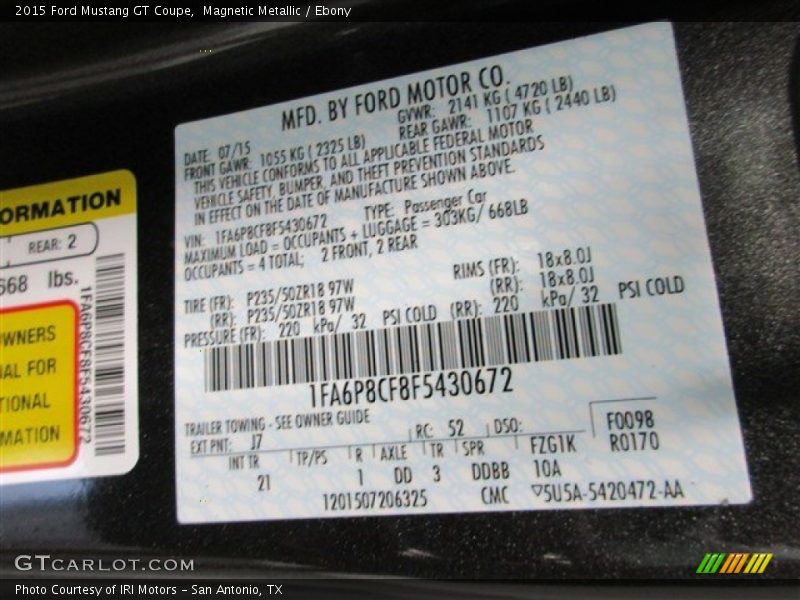 2015 Ford Mustang GT Coupe, Magnetic Metallic / Ebony
MFD. BY FORD MOTOR CO.
DATE: 07/15 GVWR: 2141 KG ( 4720 LB)
FRONT GAWR: 1055 KG ( 2325 LB) REAR GAWR: 1107 KG ( 2440 LB)
THIS VEHICLE CONFORMS TO ALL APPLICABLE FEDERAL MOTOR
VEHICLE SAFETY, BUMPER, AND THEFT PREVENTION STANDARDS
IN EFFECT ON THE DATE OF MANUFACTURE SHOWN ABOVE.
VIN: 1FA6P8CF8F5430672 TYPE: Passenger Car
MAXIMUM LOAD = OCCUPANTS + LUGGAGE = 303KG/ 668LB
OCCUPANTS = 4 TOTAL; 2 FRONT, 2 REAR
TIRE (FR): P235/50ZR18 97W RIMS (FR): 18x8.0J
(RR): P235/50ZR18 97W (RR): 18x8.0J
PRESSURE (FR): 220 kPa/ 32 PSI COLD (RR): 220 kPa/ 32 PSI COLD
1FA6P8CF8F5430672
TRAILER TOWING - SEE OWNER GUIDE
EXT PNT: J7 RC: 52 DSO: F0098
INT TR TP/PS R AXLE TR SPR FZG1K R0170
21 1 DD 3 DDBB 10A
1201507206325 CMC ▽5U5A-5420472-AA
ORMATION
REAR: 2
668 lbs.
OWNERS
UAL FOR
TIONAL
MATION
1FA6P8CF8F5430672
GTCARLOT.COM
Photo Courtesy of IRI Motors – San Antonio, TX